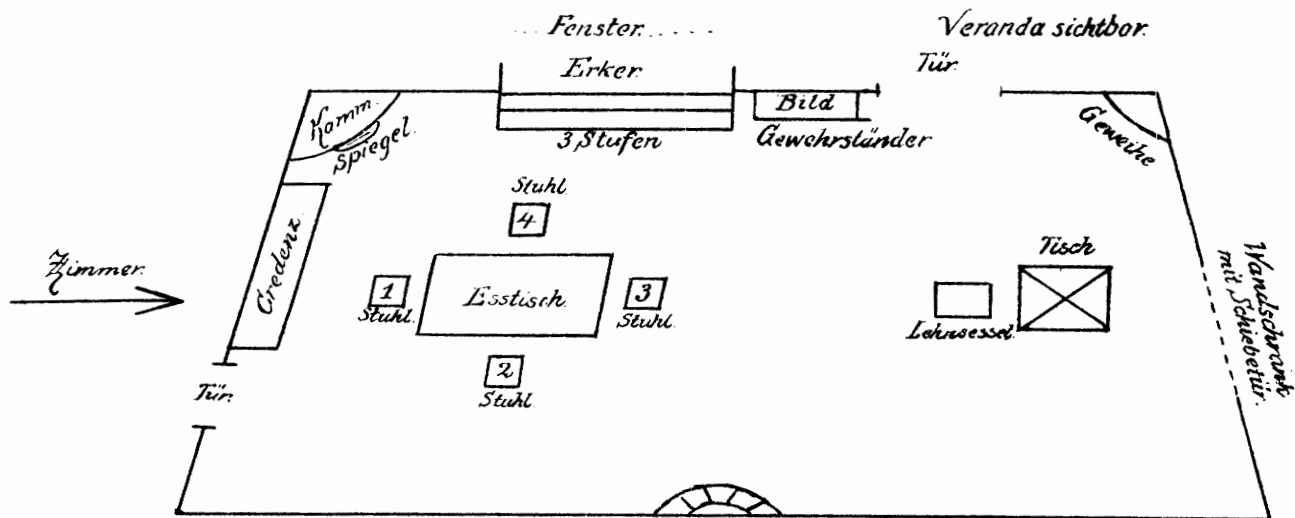 Fenster.
Veranda sichtbar.
Erker
Tür.
Kamm.
Spiegel.
3 Stufen
Bild
Gewehrständer
Geweihe
Stuhl.
4
Credenz.
Zimmer.
1
Stuhl.
Esstisch.
3
Stuhl.
Lehnsessel.
Tisch
Wandschrank
mit Schiebetür.
2
Stuhl.
Tür.